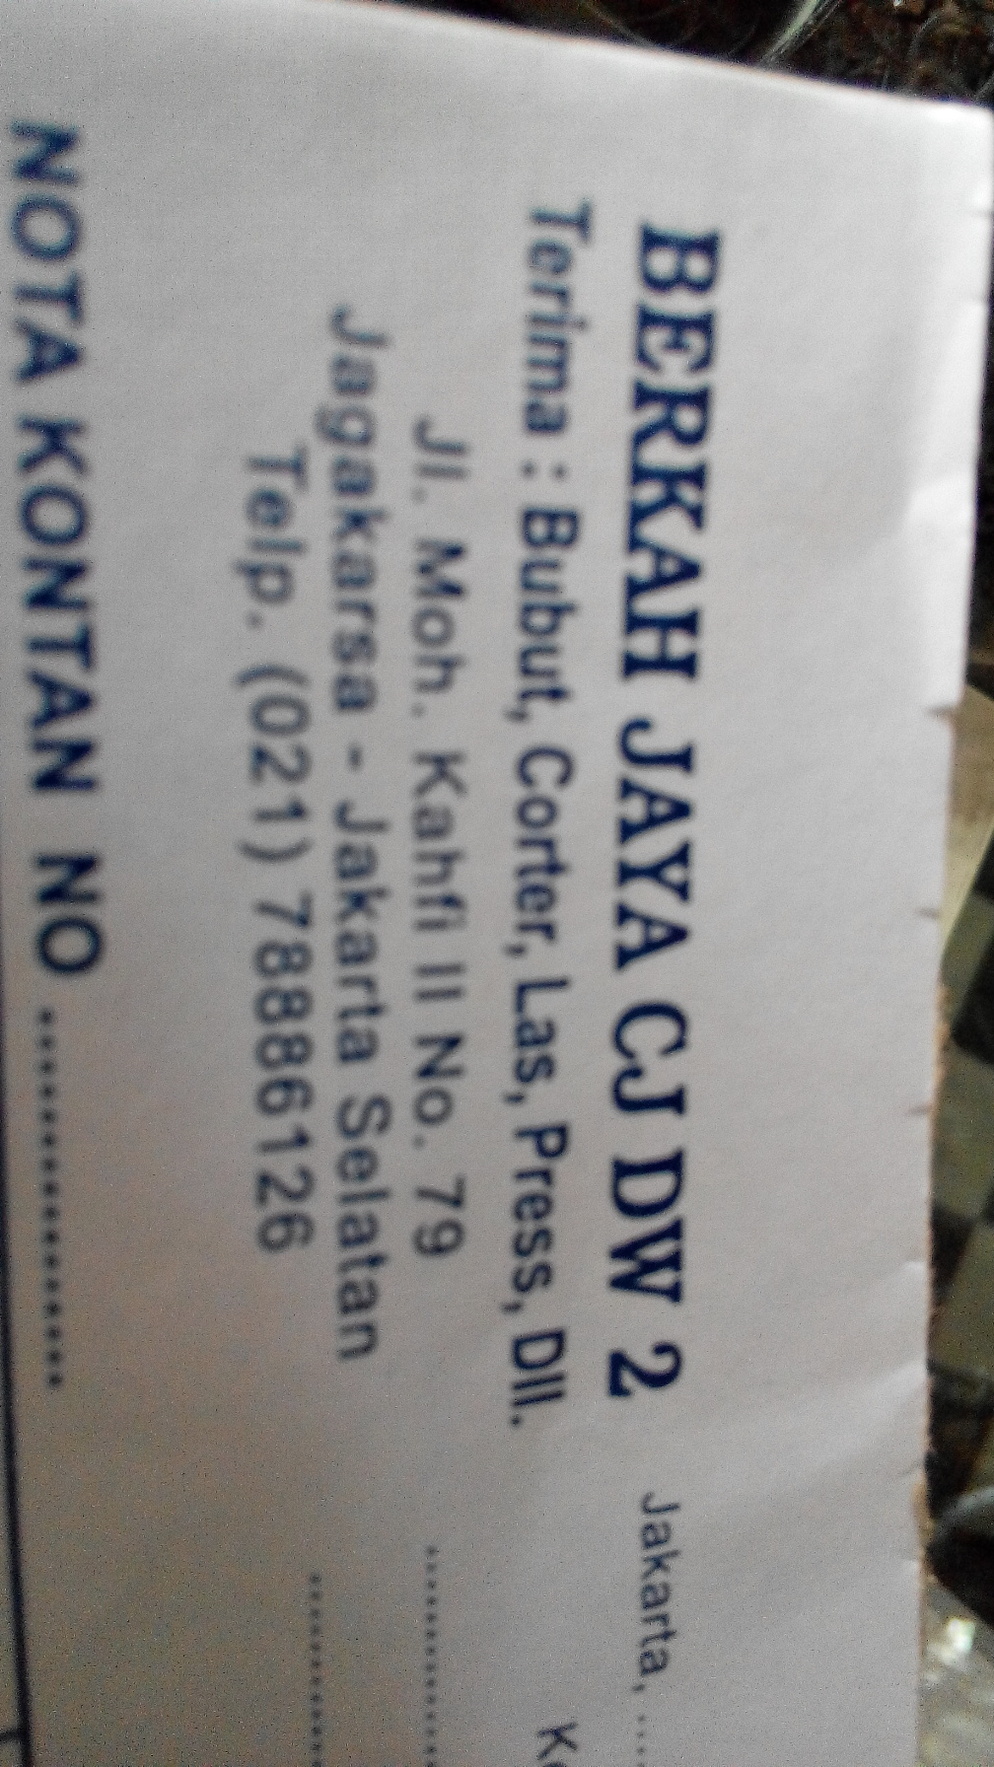 BERKAH JAYA CJ DW 2
Terima : Bubut, Corter, Las, Press, Dll.
Jl. Moh. Kahfi II No. 79
Jagakarsa - Jakarta Selatan
Telp. (021) 78886126
Jakarta, ....
NOTA KONTAN NO ........................